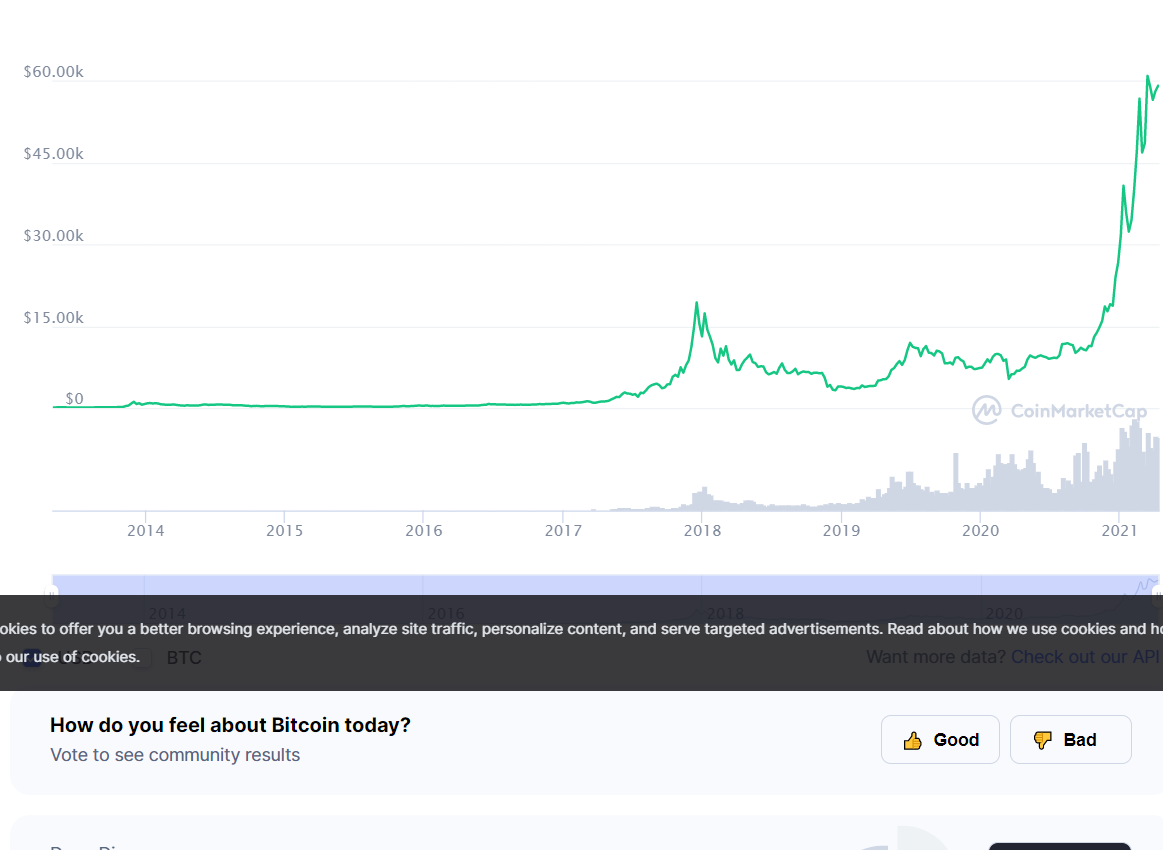 $60.00k
$45.00k
$30.00k
$15.00k
$0
CoinMarketCap
2014 2015 2016 2017 2018 2019 2020 2021
2014 2016 2018 2020
okies to offer you a better browsing experience, analyze site traffic, personalize content, and serve targeted advertisements. Read about how we use cookies and ho
our use of cookies.
USD BTC Want more data? Check out our API
How do you feel about Bitcoin today?
Vote to see community results
Good Bad